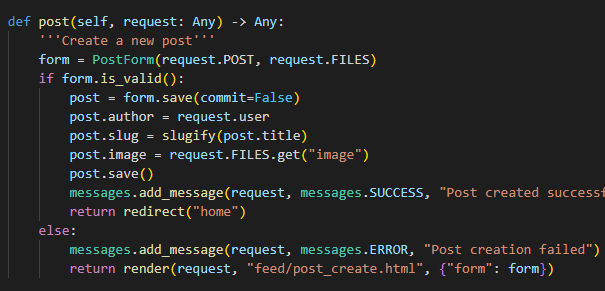 def post(self, request: Any) -> Any:
'''Create a new post'''
form = PostForm(request.POST, request.FILES)
if form.is_valid():
post = form.save(commit=False)
post.author = request.user
post.slug = slugify(post.title)
post.image = request.FILES.get("image")
post.save()
messages.add_message(request, messages.SUCCESS, "Post created
return redirect("home")
else:
messages.add_message(request, messages.ERROR, "Post creation failed")
return render(request, "feed/post_create.html", {"form": form})